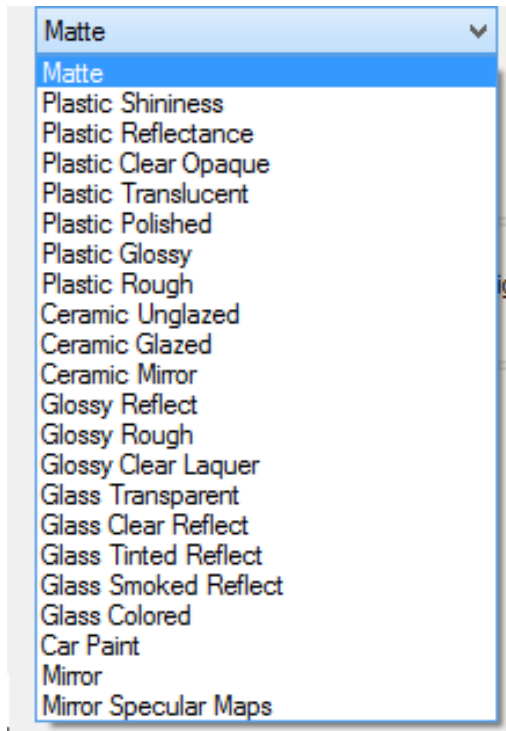 Matte
Matte
Plastic Shininess
Plastic Reflectance
Plastic Clear Opaque
Plastic Translucent
Plastic Polished
Plastic Glossy
Plastic Rough
Ceramic Unglazed
Ceramic Glazed
Ceramic Mirror
Glossy Reflect
Glossy Rough
Glossy Clear Laquer
Glass Transparent
Glass Clear Reflect
Glass Tinted Reflect
Glass Smoked Reflect
Glass Colored
Car Paint
Mirror
Mirror Specular Maps